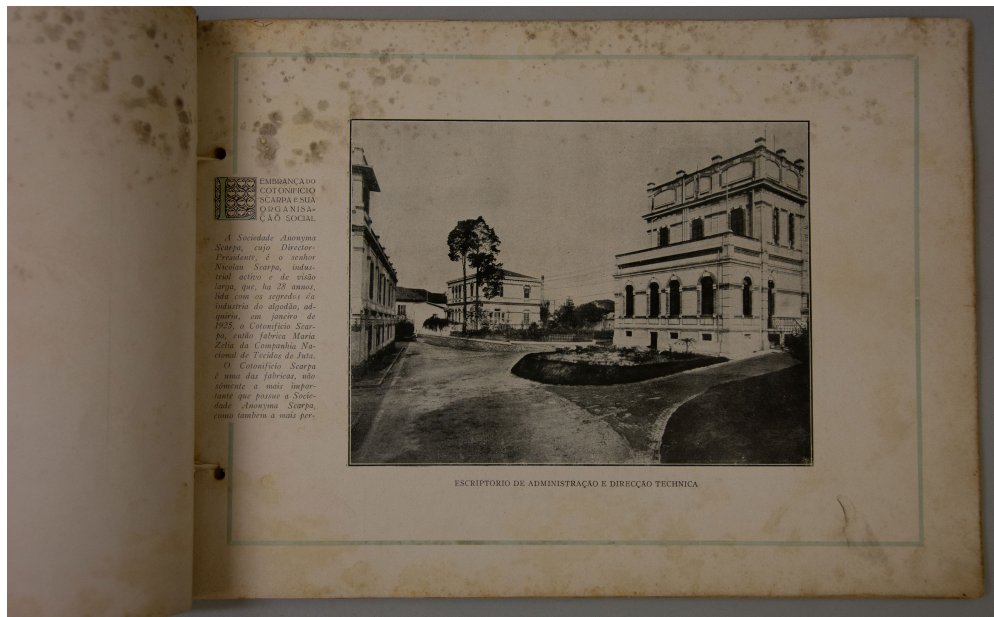 LEMBRANÇA DO
COTONIFICIO
SCARPA E SUA
ORGANISA-
ÇÃO SOCIAL
A Sociedade Anonyma
Scarpa, cujo Director-
Presidente, é o senhor
Nicolau Scarpa, indus-
trial activo e de visão
larga, que, ha 28 annos,
lida com os segredos da
industria do algodão, ad-
quiriu, em janeiro de
1925, o Cotonificio Scar-
pa, então fabrica Maria
Zelia da Companhia Na-
cional de Tecidos de Juta.
O Cotonificio Scarpa
é uma das fabricas, não
sómente a mais impor-
tante que possue a Socie-
dade Anonyma Scarpa,
como tambem a mais per-
ESCRIPTORIO DE ADMINISTRAÇÃO E DIRECÇÃO TECHNICA